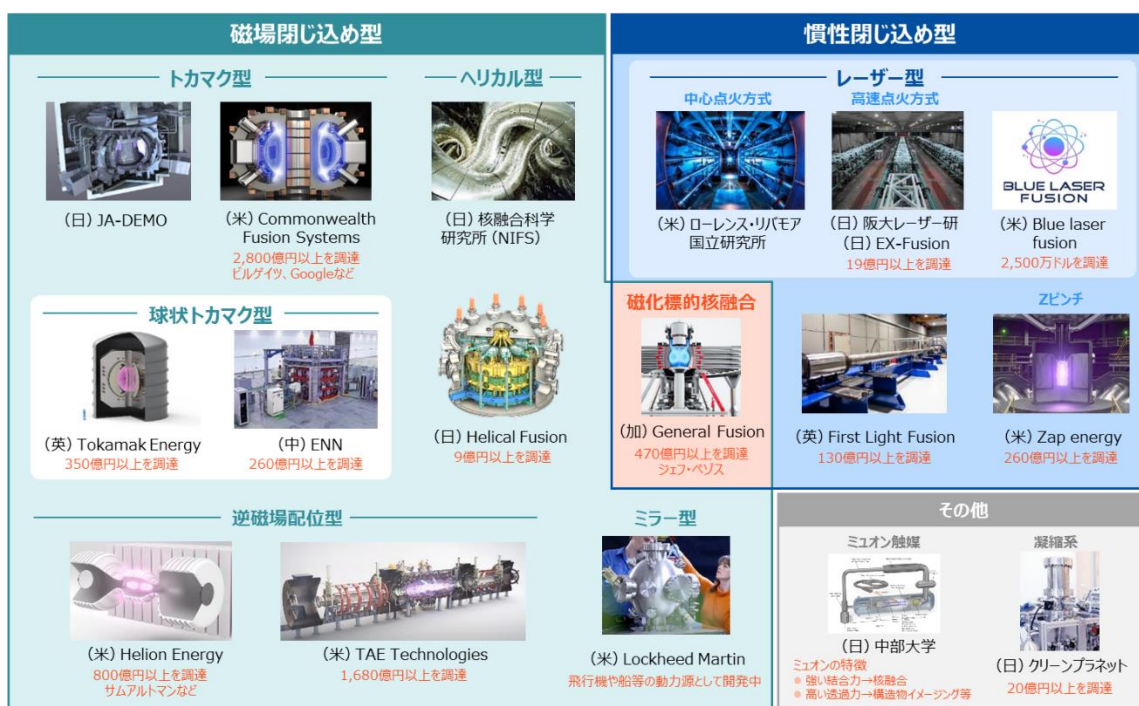 磁場閉じ込め型
トカマク型
ヘリカル型
(日) JA-DEMO
(米) Commonwealth
Fusion Systems
2,800億円以上を調達
ビルゲイツ、Googleなど
(日) 核融合科学
研究所 (NIFS)
球状トカマク型
(英) Tokamak Energy
350億円以上を調達
(中) ENN
260億円以上を調達
(日) Helical Fusion
9億円以上を調達
逆磁場配位型
ミラー型
(米) Helion Energy
800億円以上を調達
サムアルトマンなど
(米) TAE Technologies
1,680億円以上を調達
(米) Lockheed Martin
飛行機や船等の動力源として開発中
慣性閉じ込め型
レーザー型
中心点火方式
高速点火方式
(米) ローレンス・リバモア
国立研究所
(日) 阪大レーザー研
(日) EX-Fusion
19億円以上を調達
BLUE LASER
FUSION
(米) Blue laser
fusion
2,500万ドルを調達
磁化標的核融合
(加) General Fusion
470億円以上を調達
ジェフ・ベゾス
(英) First Light Fusion
130億円以上を調達
Zピンチ
(米) Zap energy
260億円以上を調達
その他
ミュオン触媒
(日) 中部大学
ミュオンの特徴
● 強い結合力→核融合
● 高い透過力→構造物イメージング等
凝縮系
(日) クリーンプラネット
20億円以上を調達